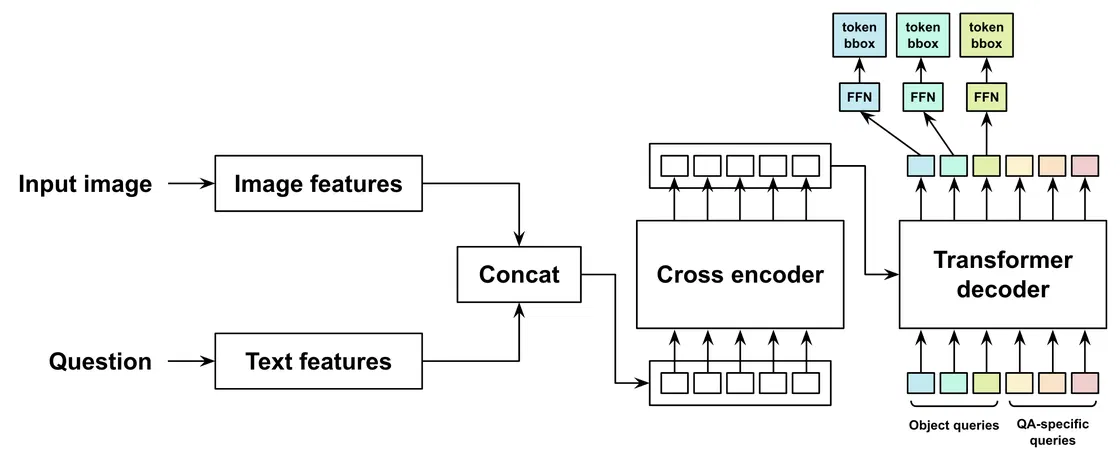 token
bbox
token
bbox
token
bbox
FFN
FFN
FFN
Input image
Image features
Concat
Cross encoder
Transformer
decoder
Question
Text features
Object queries
QA-specific
queries